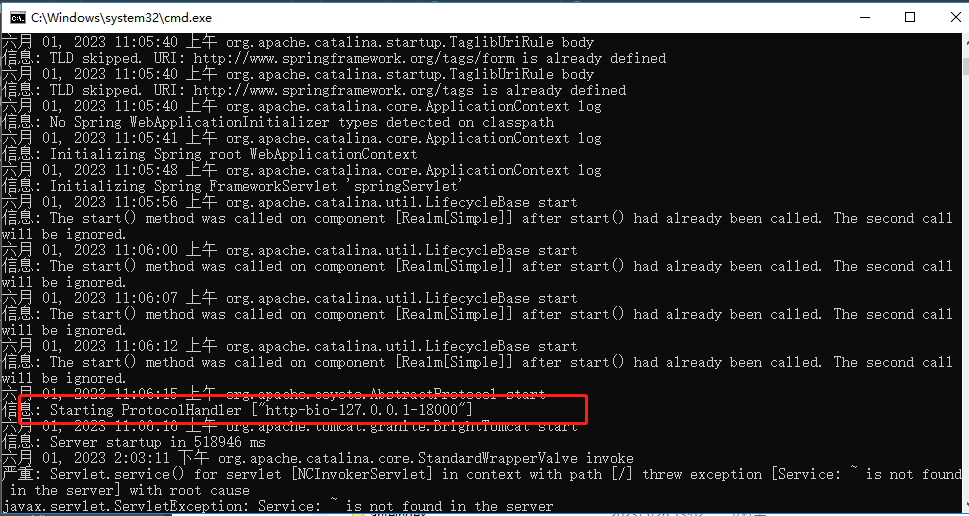 C:\Windows\system32\cmd.exe
六月 01, 2023 11:05:40 上午 org.apache.catalina.startup.TaglibUriRule body
信息: TLD skipped. URI: http://www.springframework.org/tags/form is already defined
六月 01, 2023 11:05:40 上午 org.apache.catalina.startup.TaglibUriRule body
信息: TLD skipped. URI: http://www.springframework.org/tags is already defined
六月 01, 2023 11:05:40 上午 org.apache.catalina.core.ApplicationContext log
信息: No Spring WebApplicationInitializer types detected on classpath
六月 01, 2023 11:05:41 上午 org.apache.catalina.core.ApplicationContext log
信息: Initializing Spring root WebApplicationContext
六月 01, 2023 11:05:48 上午 org.apache.catalina.core.ApplicationContext log
信息: Initializing Spring FrameworkServlet 'springServlet'
六月 01, 2023 11:05:56 上午 org.apache.catalina.util.LifecycleBase start
信息: The start() method was called on component [Realm[Simple]] after start() had already been called. The second call
will be ignored.
六月 01, 2023 11:06:00 上午 org.apache.catalina.util.LifecycleBase start
信息: The start() method was called on component [Realm[Simple]] after start() had already been called. The second call
will be ignored.
六月 01, 2023 11:06:07 上午 org.apache.catalina.util.LifecycleBase start
信息: The start() method was called on component [Realm[Simple]] after start() had already been called. The second call
will be ignored.
六月 01, 2023 11:06:12 上午 org.apache.catalina.util.LifecycleBase start
信息: The start() method was called on component [Realm[Simple]] after start() had already been called. The second call
will be ignored.
六月 01, 2023 11:06:15 上午 org.apache.coyote.AbstractProtocol start
信息: Starting ProtocolHandler ["http-bio-127.0.0.1-18000"]
六月 01, 2023 11:06:16 上午 org.apache.tomcat.granite.BrightTomcat start
信息: Server startup in 518946 ms
六月 01, 2023 2:03:11 下午 org.apache.catalina.core.StandardWrapperValve invoke
严重: Servlet.service() for servlet [NCInvokerServlet] in context with path [/] threw exception [Service: ~ is not found
in the server] with root cause
javax.servlet.ServletException: Service: ~ is not found in the server